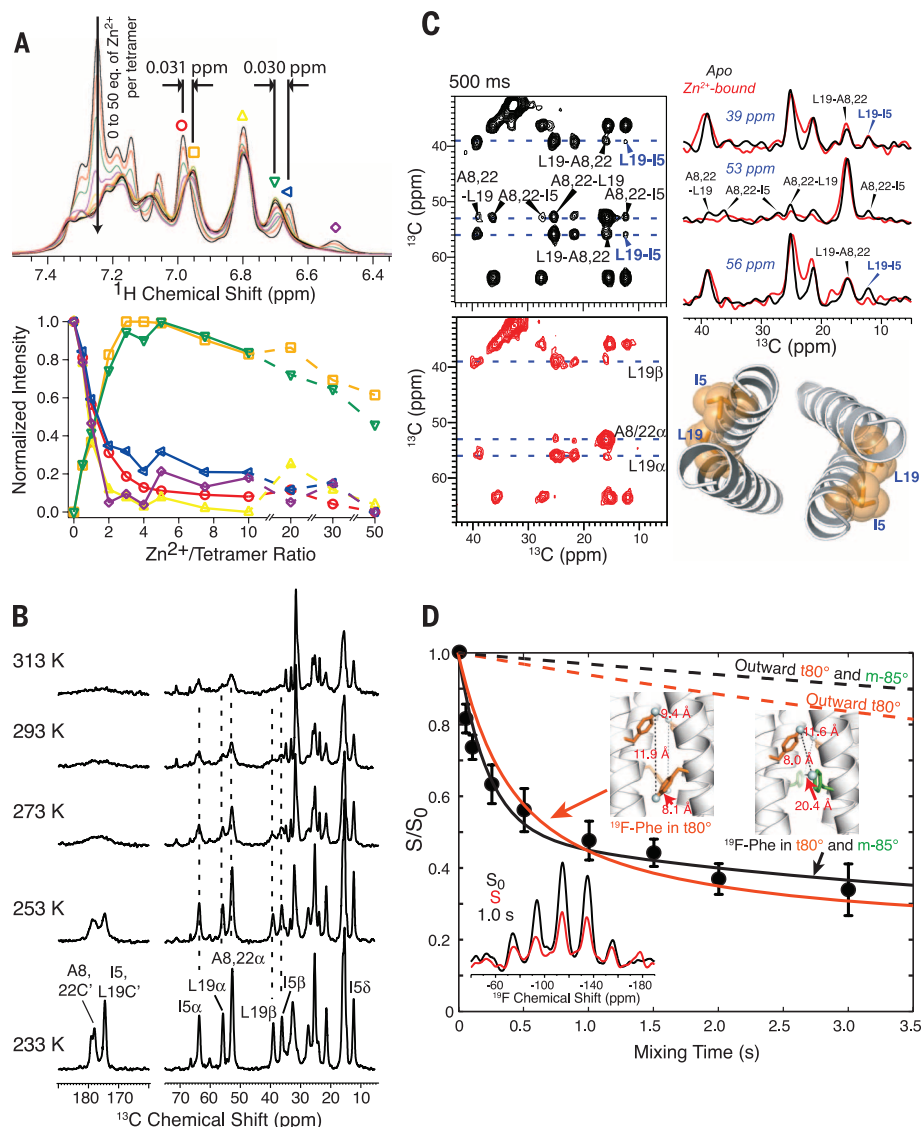 A
0 to 50 eq. of Zn2+
per tetramer
0.031 ppm
0.030 ppm
7.4
7.2
7.0
6.8
6.6
6.4
1H Chemical Shift (ppm)
Normalized Intensity
1.0
0.8
0.6
0.4
0.2
0.0
0
2
4
6
8
10
20
30
50
Zn2+/Tetramer Ratio
B
313 K
293 K
273 K
253 K
233 K
A8,
22C'
I5,
L19C'
I5α
L19α
A8,22α
L19β
I5β
I5δ
180
170
70
60
50
40
30
20
10
13C Chemical Shift (ppm)
C
500 ms
13C (ppm)
40
50
60
L19-A8,22
L19-I5
A8,22
-L19
A8,22-I5
A8,22-L19
A8,22-I5
L19-A8,22
L19-I5
13C (ppm)
40
50
60
L19β
A8/22α
L19α
40
30
20
10
13C (ppm)
Apo
Zn2+-bound
39 ppm
L19-A8,22
L19-I5
53 ppm
A8,22
-L19
A8,22-I5
A8,22-L19
A8,22-I5
56 ppm
L19-A8,22
L19-I5
40
30
20
10
13C (ppm)
I5
L19
L19
I5
D
S/S0
1.0
0.8
0.6
0.4
0.2
0
Outward t80° and m-85°
Outward t80°
9.4 Å
11.9 Å
8.1 Å
19F-Phe in t80°
11.6 Å
8.0 Å
20.4 Å
19F-Phe in t80° and m-85°
S0
S
1.0 s
-60
-100
-140
-180
19F Chemical Shift (ppm)
0
0.5
1.0
1.5
2.0
2.5
3.0
3.5
Mixing Time (s)